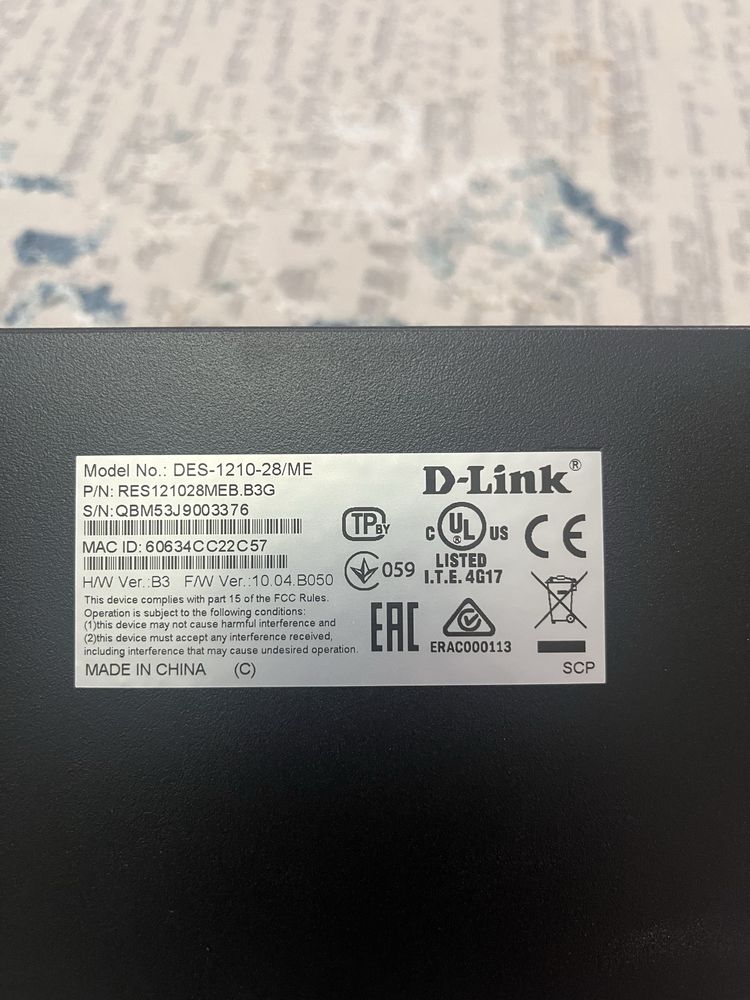 Model No.: DES-1210-28/ME
P/N: RES121028MEB.B3G
S/N: QBM53J9003376
MAC ID: 60634CC22C57
H/W Ver.:B3 F/W Ver.:10.04.B050
This device complies with part 15 of the FCC Rules.
Operation is subject to the following conditions:
(1)this device may not cause harmful interference and
(2)this device must accept any interference received,
including interference that may cause undesired operation.
MADE IN CHINA (C)
D-Link®
TP BY
C UL ® US
LISTED
I.T.E. 4G17
CE
059
EAC
ERAC000113
SCP